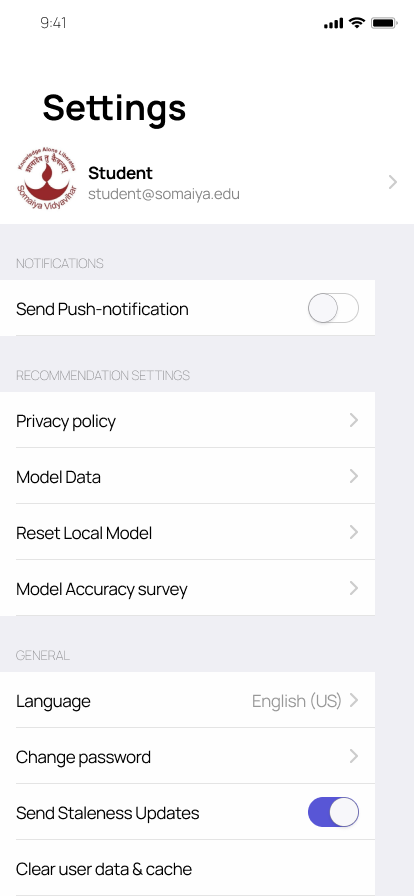 9:41
Settings
Knowledge Alone Liberates
Student
student@somaiya.edu
Somaiya Vidyavihar
NOTIFICATIONS
Send Push-notification
RECOMMENDATION SETTINGS
Privacy policy
Model Data
Reset Local Model
Model Accuracy survey
GENERAL
Language English (US)
Change password
Send Staleness Updates
Clear user data & cache